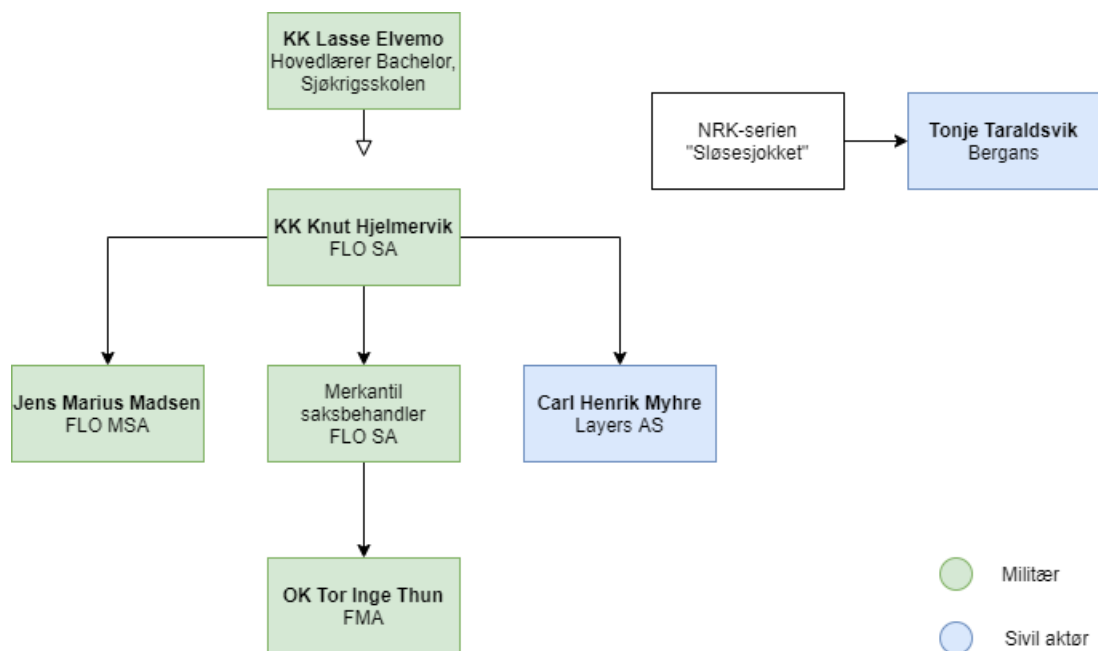 KK Lasse Elvemo
Hovedlærer Bachelor,
Sjøkrigsskolen
NRK-serien
"Sløsesjokket"
Tonje Taraldsvik
Bergans
KK Knut Hjelmervik
FLO SA
Jens Marius Madsen
FLO MSA
Merkantil
saksbehandler
FLO SA
Carl Henrik Myhre
Layers AS
OK Tor Inge Thun
FMA
Militær
Sivil aktør